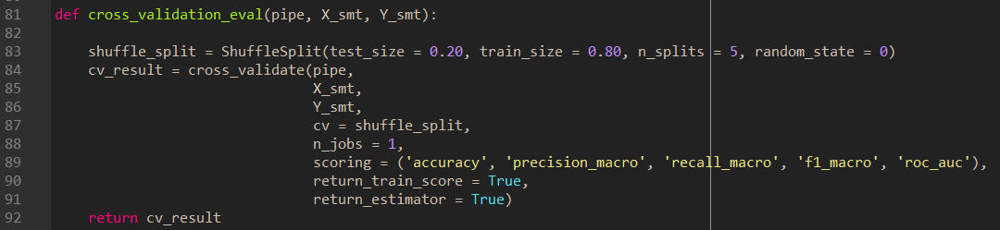 81 def cross_validation_eval(pipe, X_smt, Y_smt):
82
83 shuffle_split = ShuffleSplit(test_size = 0.20, train_size = 0.80, n_splits = 5, random_state = 0)
84 cv_result = cross_validate(pipe,
85 X_smt,
86 Y_smt,
87 cv = shuffle_split,
88 n_jobs = 1,
89 scoring = ('accuracy', 'precision_macro', 'recall_macro', 'f1_macro', 'roc_auc'),
90 return_train_score = True,
91 return_estimator = True)
92 return cv_result